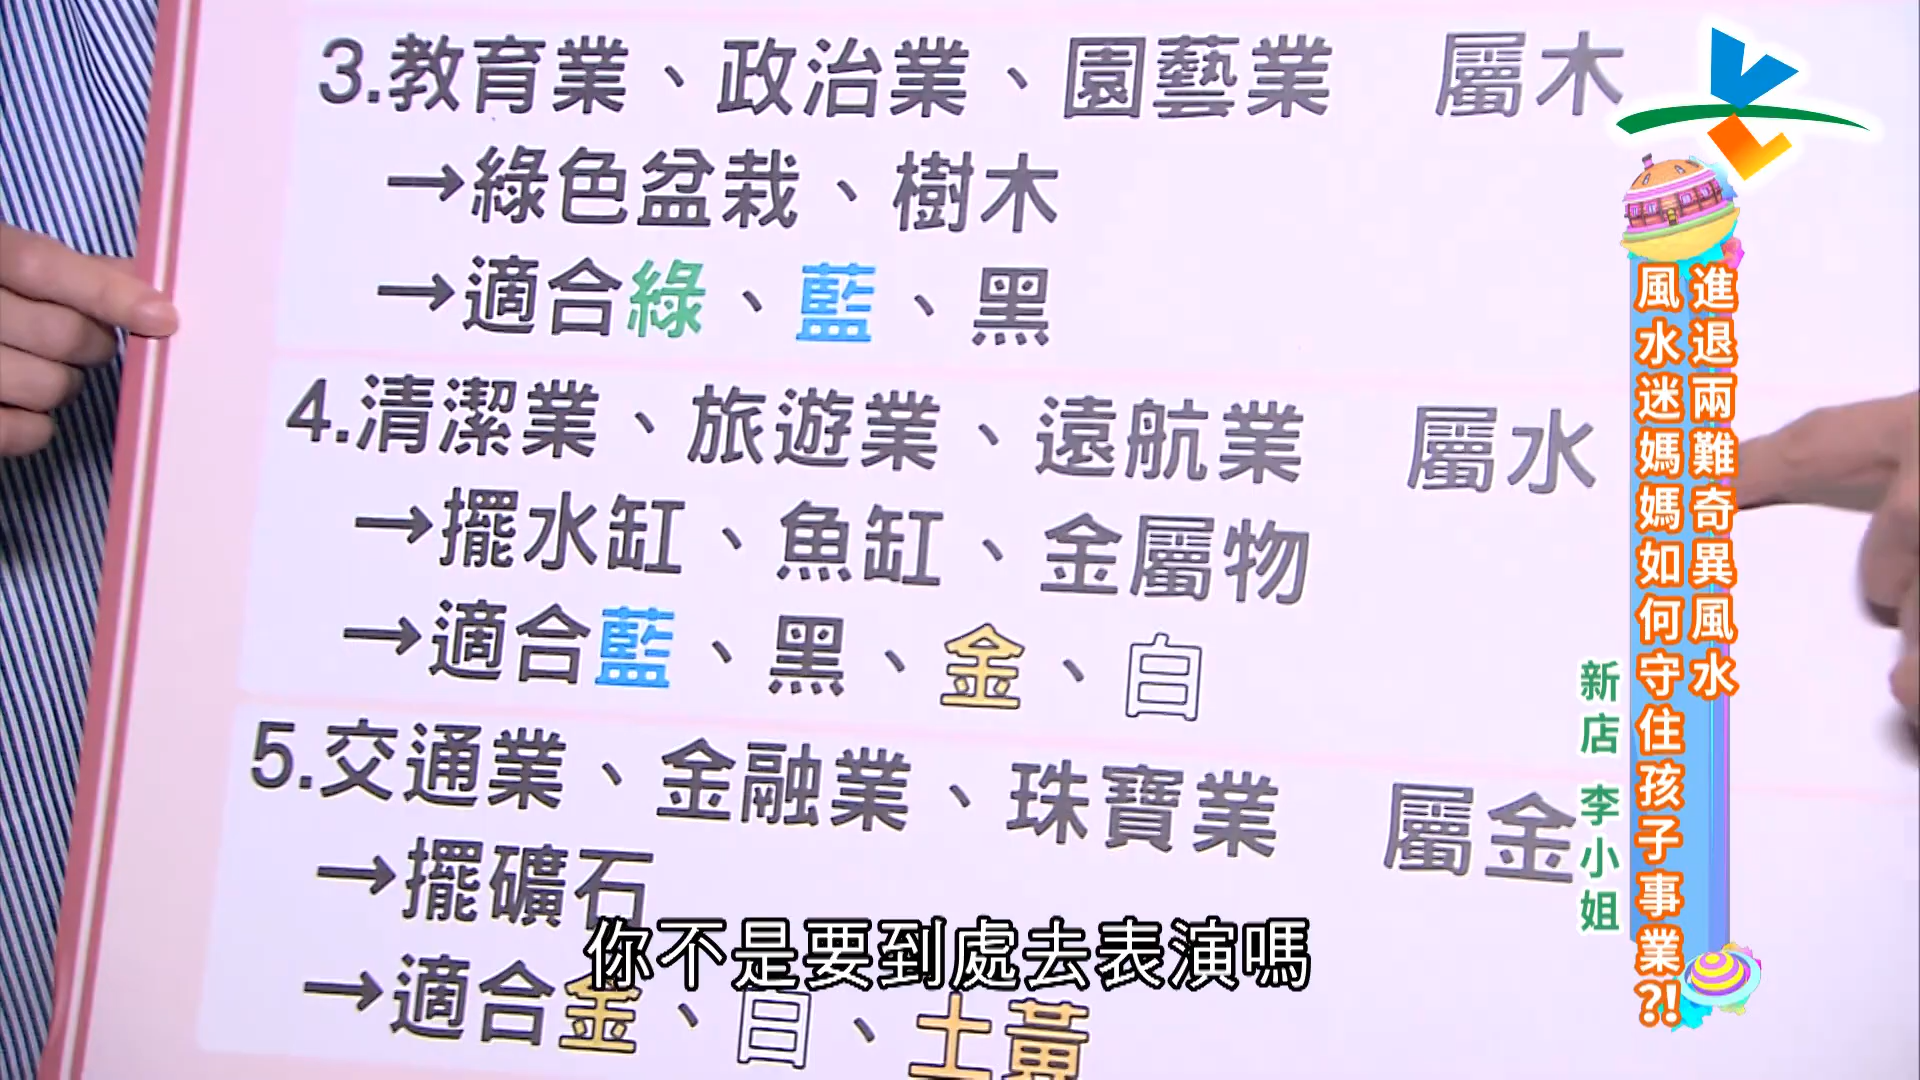 3.教育業、政治業、園藝業 屬木
→綠色盆栽、樹木
→適合綠、藍、黑
4.清潔業、旅遊業、遠航業 屬水
→擺水缸、魚缸、金屬物
→適合藍、黑、金、白
5.交通業、金融業、珠寶業 屬金
→擺礦石
→適合金、白、土黃
你不是要到處去表演嗎
進退兩難奇異風水
風水迷媽媽如何守住孩子事業?!
新店 李小姐